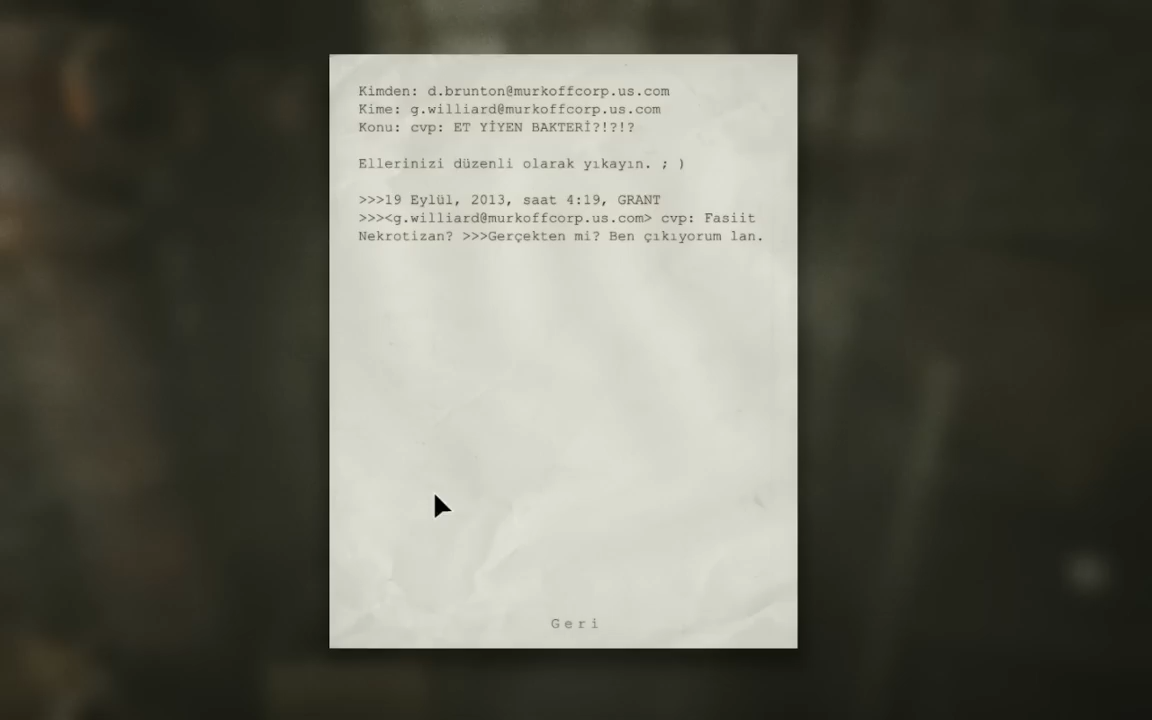 Kimden: d.brunton@murkoffcorp.us.com
Kime: g.williard@murkoffcorp.us.com
Konu: cvp: ET YİYEN BAKTERİ?!?!?
Ellerinizi düzenli olarak yıkayın. ; )
>>>19 Eylül, 2013, saat 4:19, GRANT
>>><g.williard@murkoffcorp.us.com> cvp: Fasiit
Nekrotizan? >>>Gerçekten mi? Ben çıkıyorum lan.
Geri